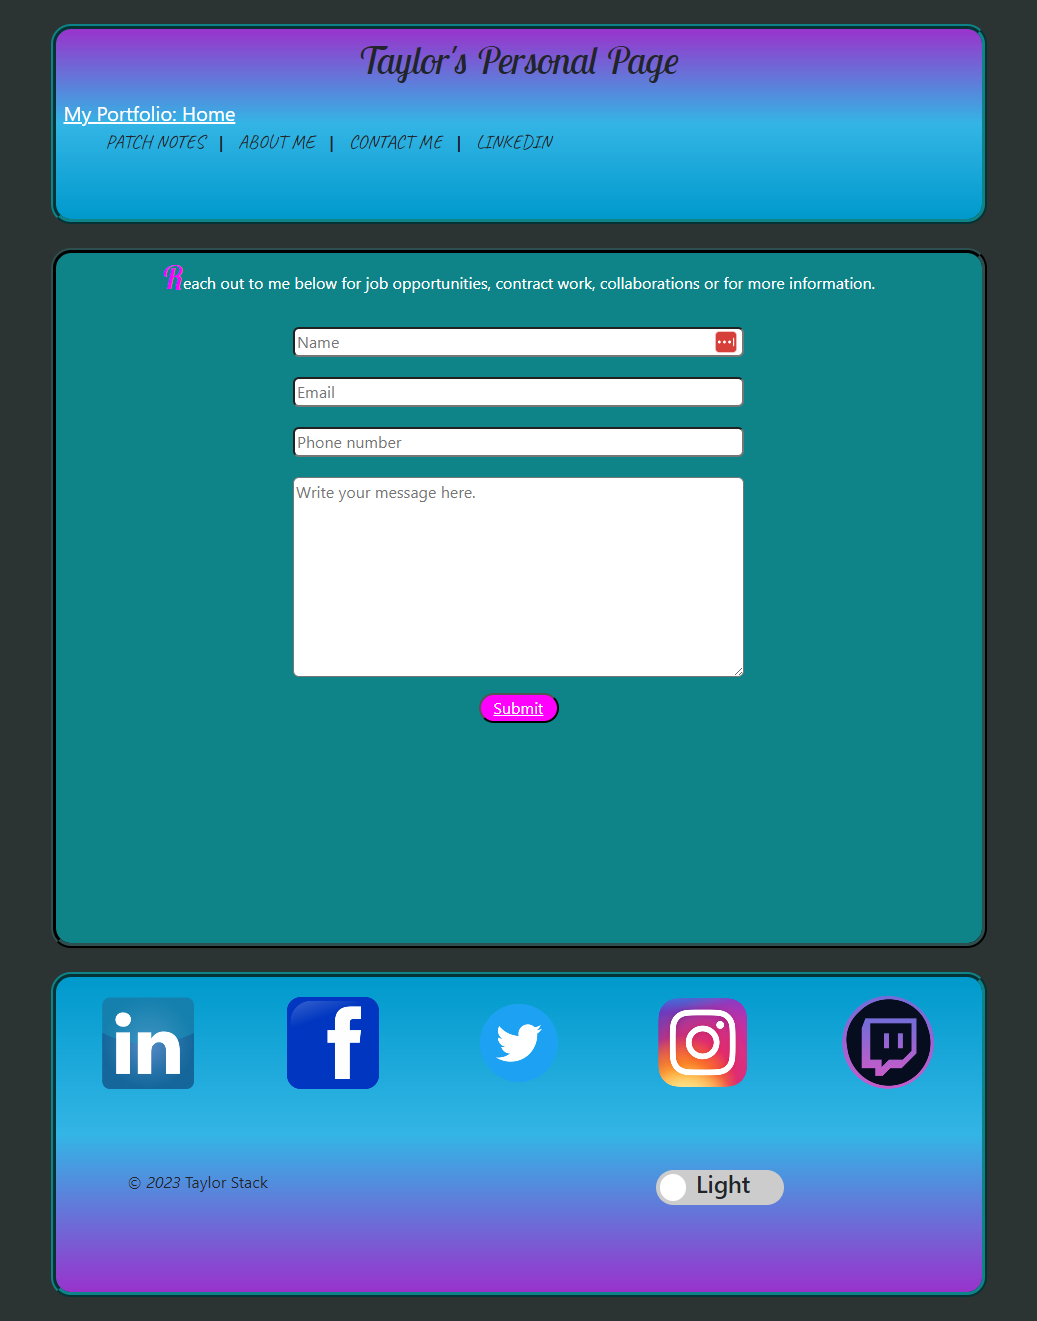 Taylor's Personal Page
My Portfolio: Home
PATCH NOTES | ABOUT ME | CONTACT ME | LINKEDIN
Reach out to me below for job opportunities, contract work, collaborations or for more information.
Name
Email
Phone number
Write your message here.
Submit
in f
© 2023 Taylor Stack
Light